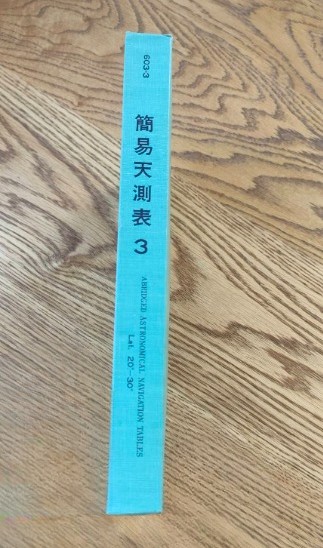 603-3
簡易天測表 3
ABRIDGED ASTRONOMICAL NAVIGATION TABLES
Lat. 20°-30°